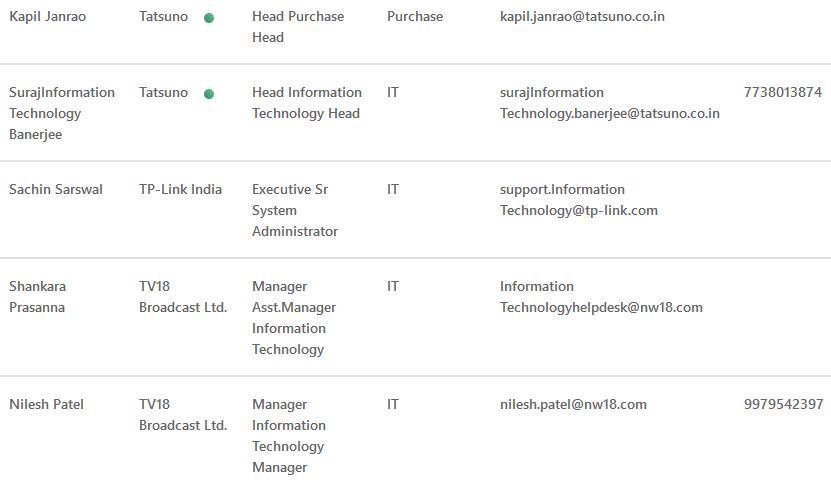 Kapil Janrao Tatsuno Head Purchase Purchase kapil.janrao@tatsuno.co.in
Head
SurajInformation Tatsuno Head Information IT surajInformation 7738013874
Technology Technology Head Technology.banerjee@tatsuno.co.in
Banerjee
Sachin Sarswal TP-Link India Executive Sr IT support.Information
System Technology@tp-link.com
Administrator
Shankara TV18 Manager IT Information
Prasanna Broadcast Ltd. Asst.Manager Technologyhelpdesk@nw18.com
Information
Technology
Nilesh Patel TV18 Manager IT nilesh.patel@nw18.com 9979542397
Broadcast Ltd. Information
Technology
Manager